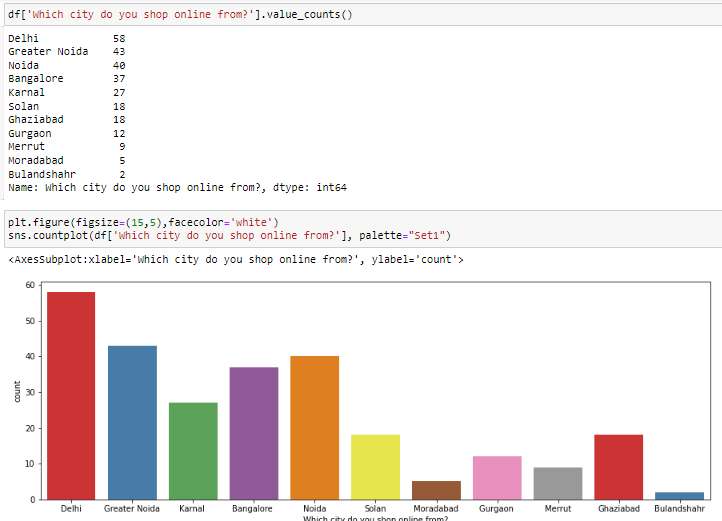 df['Which city do you shop online from?'].value_counts()
Delhi 58
Greater Noida 43
Noida 40
Bangalore 37
Karnal 27
Solan 18
Ghaziabad 18
Gurgaon 12
Merrut 9
Moradabad 5
Bulandshahr 2
Name: Which city do you shop online from?, dtype: int64
plt.figure(figsize=(15,5),facecolor='white')
sns.countplot(df['Which city do you shop online from?'], palette="Set1")
<AxesSubplot:xlabel='Which city do you shop online from?', ylabel='count'>
60
50
40
30
20
10
0
count
Delhi Greater Noida Karnal Bangalore Noida Solan Moradabad Gurgaon Merrut Ghaziabad Bulandshahr
Which city do you shop online from?